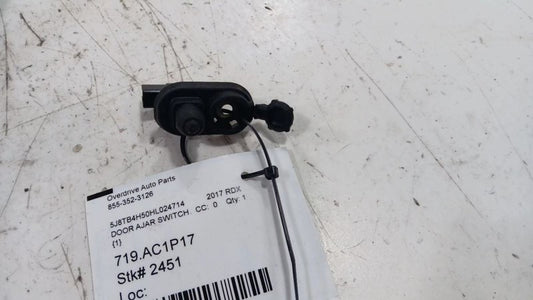 Overdrive Auto Parts
855-352-3126
5J8TB4H50HL024714 2017 RDX
DOOR AJAR SWITCH . CC: 0 Qty: 1
{1}
719.AC1P17
Stk# 2451
Loc: